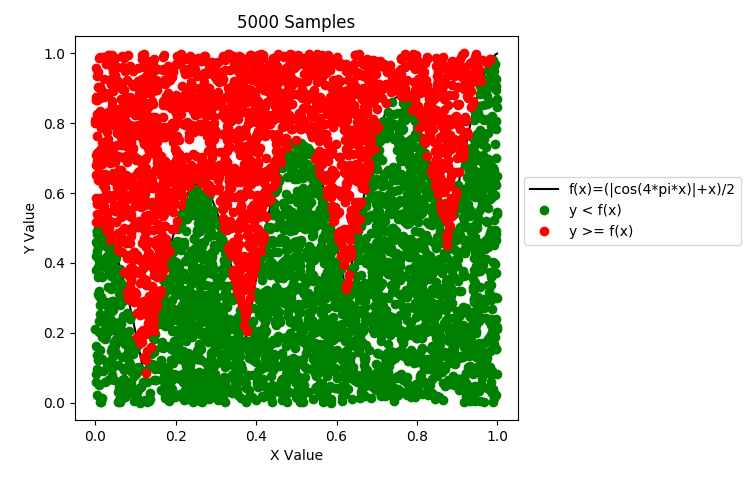 5000 Samples
Y Value
1.0
0.8
0.6
0.4
0.2
0.0
0.0 0.2 0.4 0.6 0.8 1.0
X Value
f(x)=(|cos(4*pi*x)|+x)/2
y < f(x)
y >= f(x)